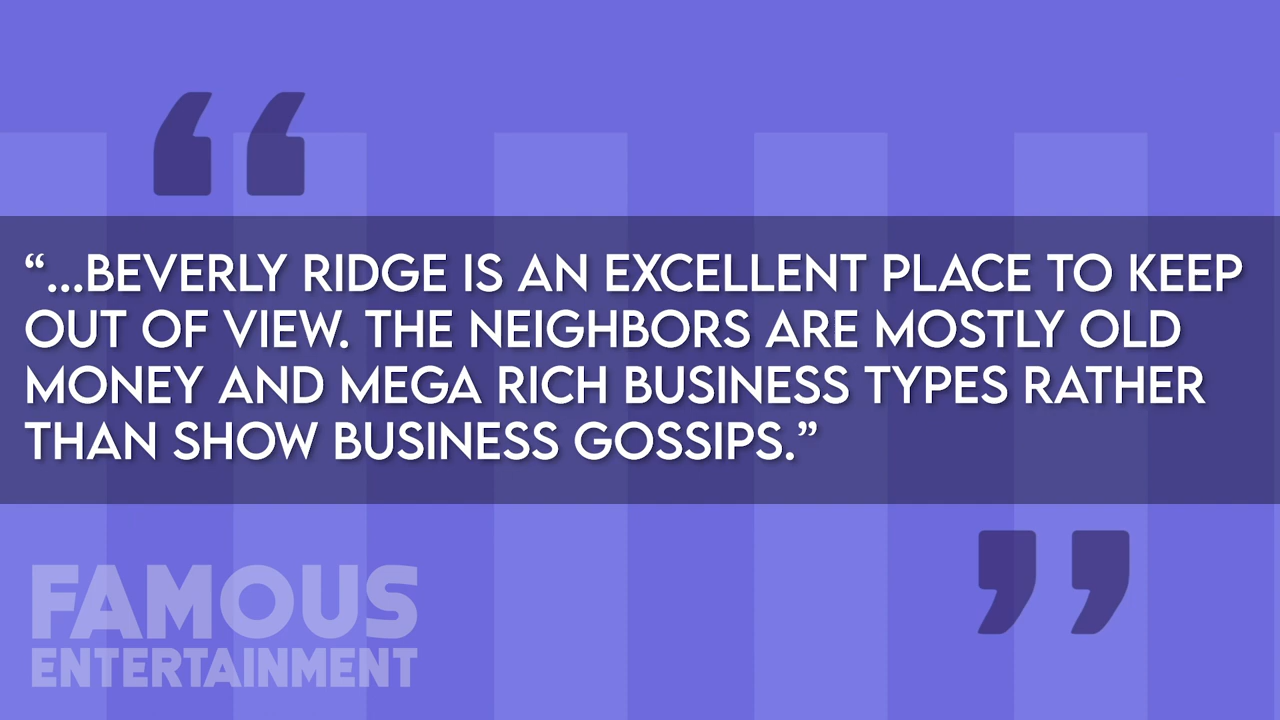 “...BEVERLY RIDGE IS AN EXCELLENT PLACE TO KEEP
OUT OF VIEW. THE NEIGHBORS ARE MOSTLY OLD
MONEY AND MEGA RICH BUSINESS TYPES RATHER
THAN SHOW BUSINESS GOSSIPS.”
FAMOUS
ENTERTAINMENT